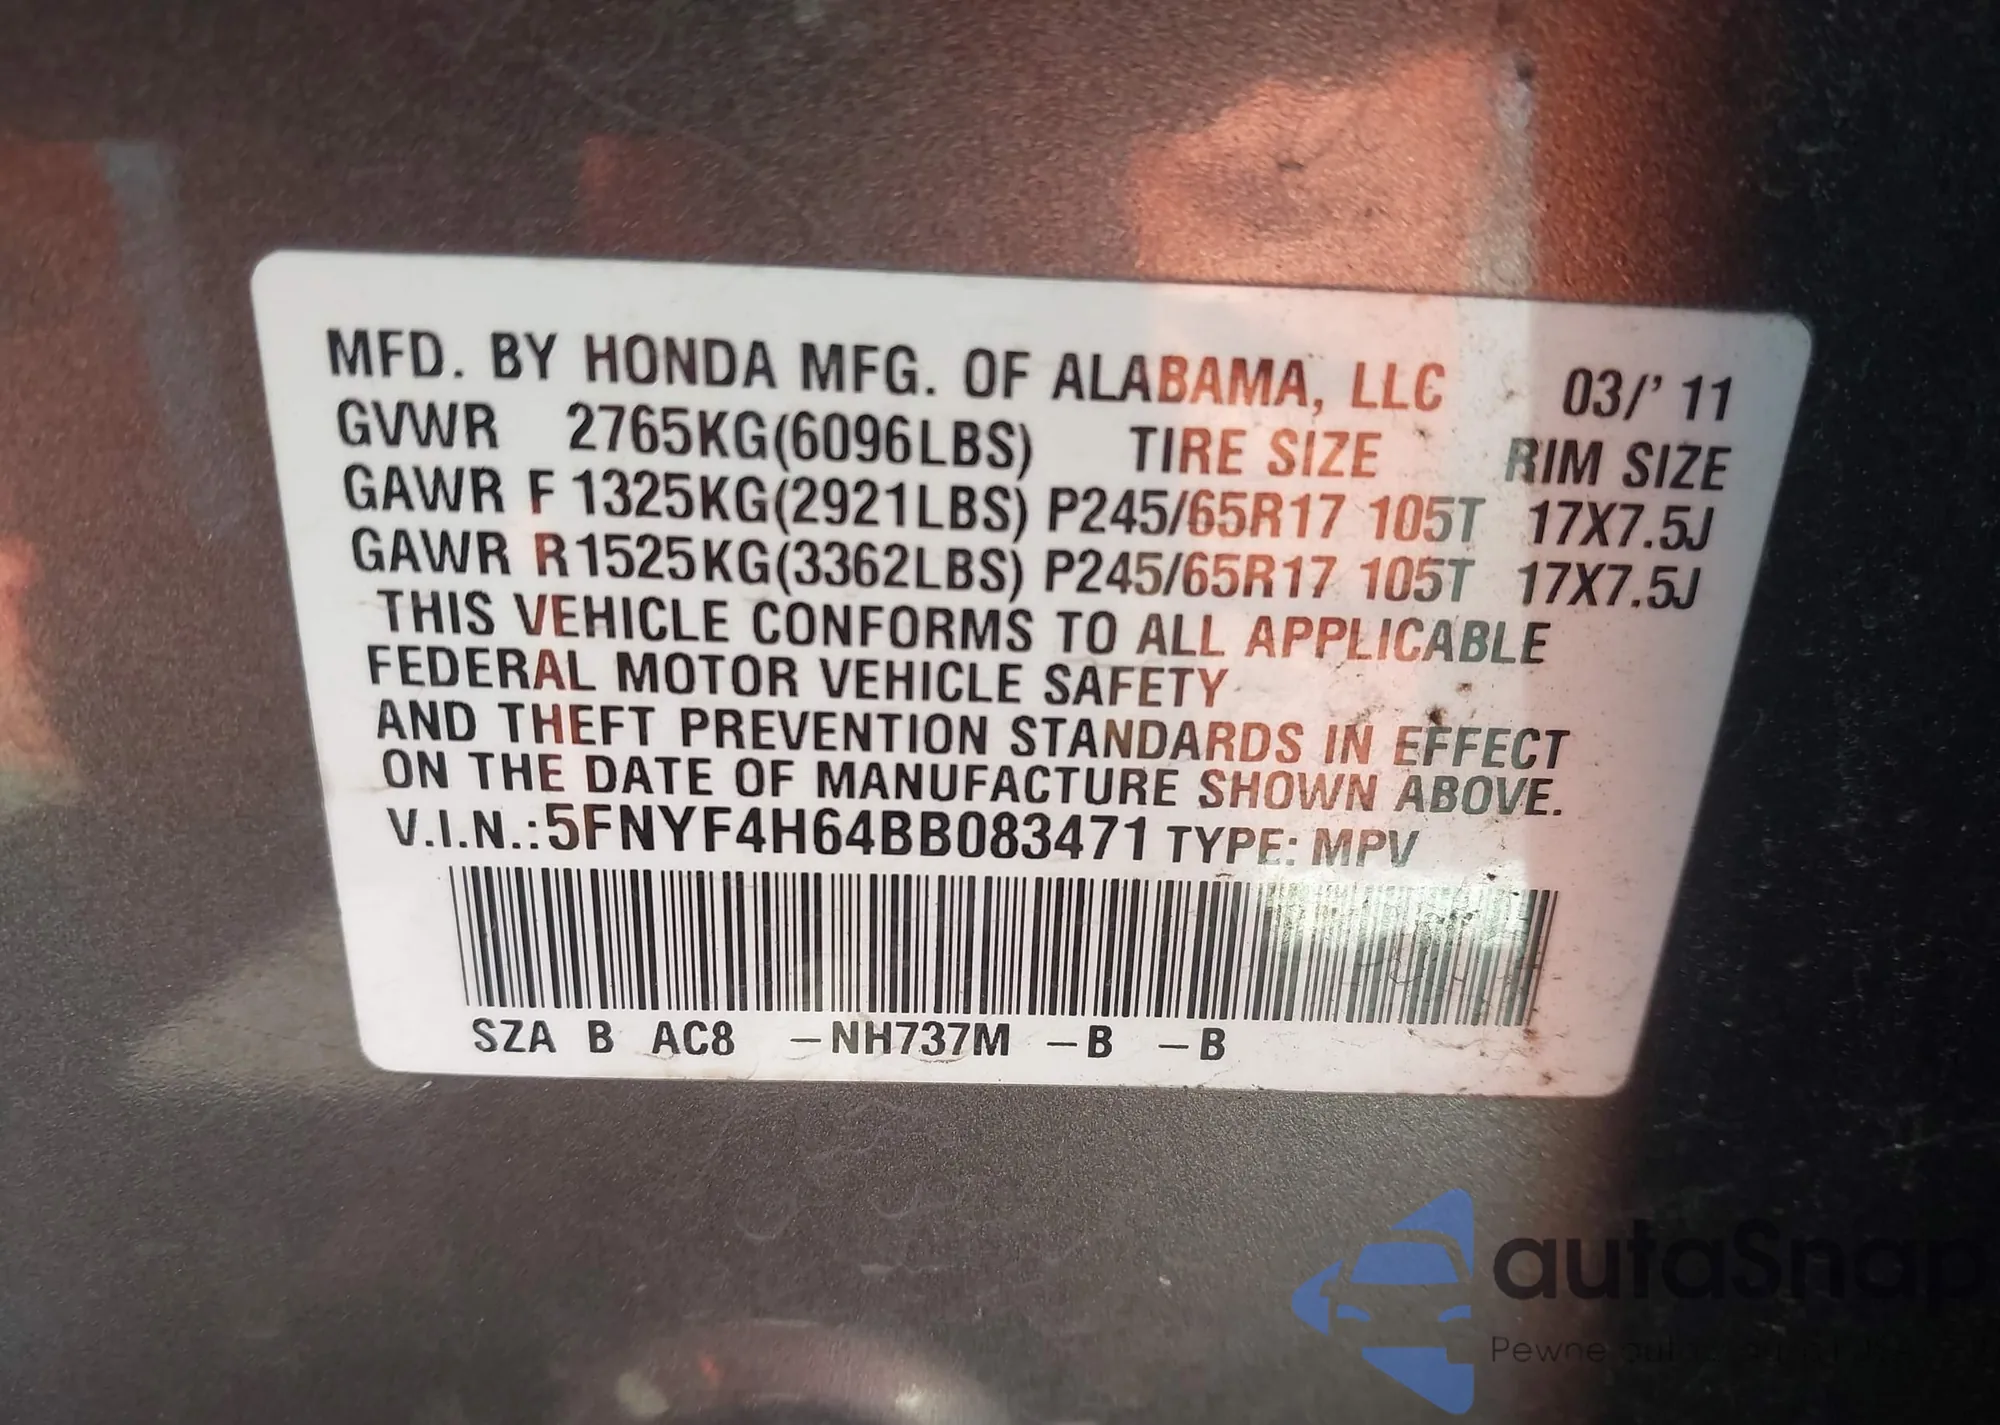 MFD. BY HONDA MFG. OF ALABAMA, LLC 03/' 11
GVWR 2765KG(6096LBS) TIRE SIZE RIM SIZE
GAWR F 1325KG(2921LBS) P245/65R17 105T 17X7.5J
GAWR R1525KG(3362LBS) P245/65R17 105T 17X7.5J
THIS VEHICLE CONFORMS TO ALL APPLICABLE
FEDERAL MOTOR VEHICLE SAFETY
AND THEFT PREVENTION STANDARDS IN EFFECT
ON THE DATE OF MANUFACTURE SHOWN ABOVE.
V.I.N.:5FNYF4H64BB083471 TYPE: MPV
SZA B AC8 –NH737M –B –B
autaSnap
Pewne